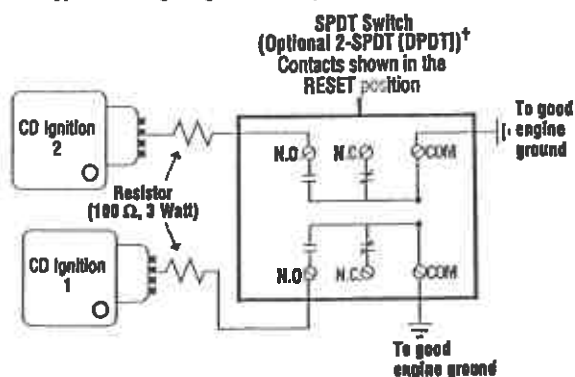 SPDT Switch
(Optional 2-SPDT (DPDT))†
Contacts shown in the
RESET position
To good
engine
ground
CD Ignition
2
N.O
N.C.
COM
Resistor
(100 Ω, 3 Watt)
CD Ignition
1
N.O
N.C.
COM
To good
engine ground